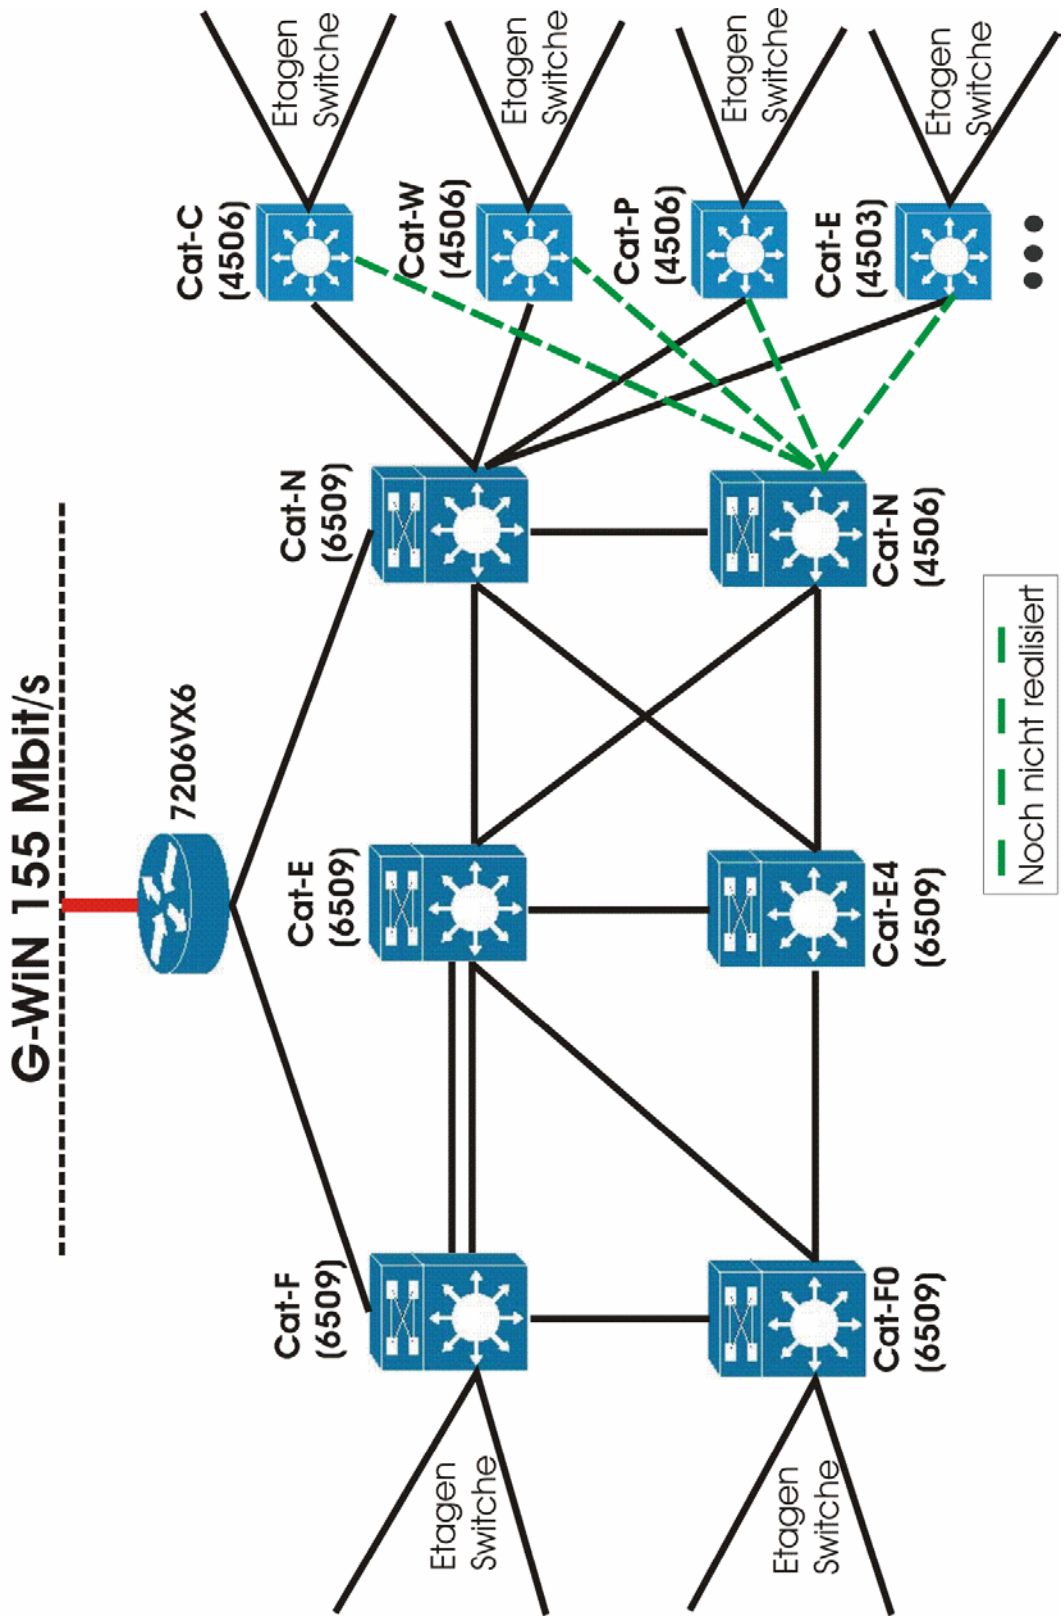 G-WiN 155 Mbit/s
7206VX6
Cat-F
(6509)
Cat-E
(6509)
Cat-N
(6509)
Cat-C
(4506)
Cat-W
(4506)
Cat-P
(4506)
Cat-E
(4503)
Etagen
Switche
Etagen
Switche
Etagen
Switche
Etagen
Switche
Etagen
Switche
Etagen
Switche
Cat-F0
(6509)
Cat-E4
(6509)
Cat-N
(4506)
Noch nicht realisiert